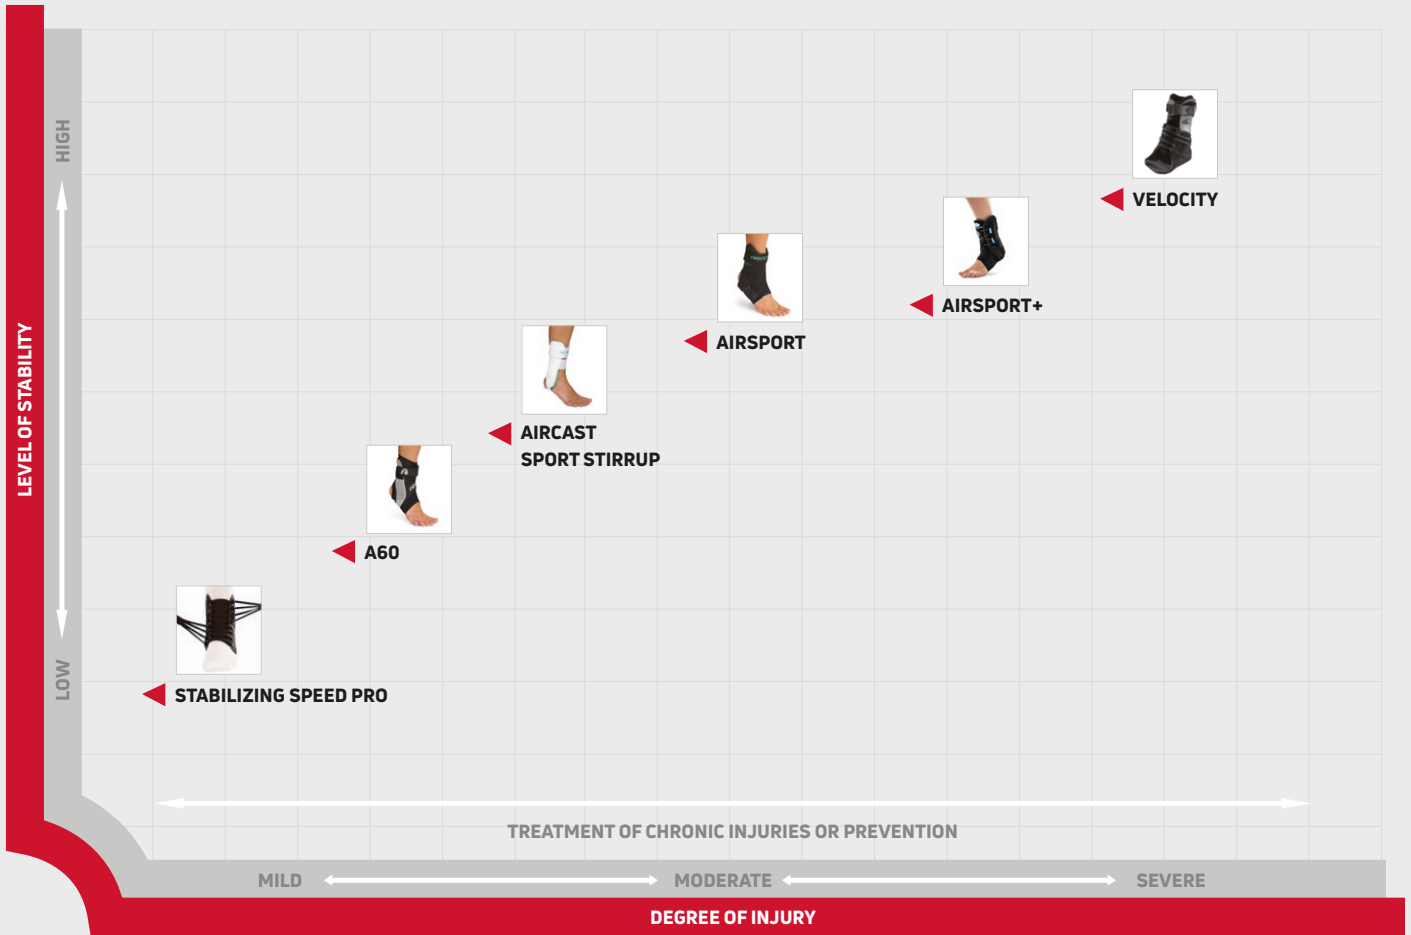 HIGH
VELOCITY
AIRSPORT+
AIRSPORT
LEVEL OF STABILITY
AIRCAST
SPORT STIRRUP
A60
LOW
STABILIZING SPEED PRO
TREATMENT OF CHRONIC INJURIES OR PREVENTION
MILD
MODERATE
SEVERE
DEGREE OF INJURY